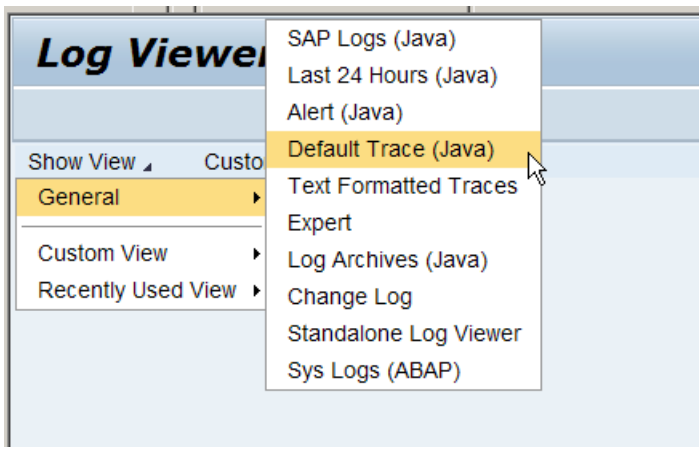 Log Viewer
Show View
Custo
General
Custom View
Recently Used View
SAP Logs (Java)
Last 24 Hours (Java)
Alert (Java)
Default Trace (Java)
Text Formatted Traces
Expert
Log Archives (Java)
Change Log
Standalone Log Viewer
Sys Logs (ABAP)